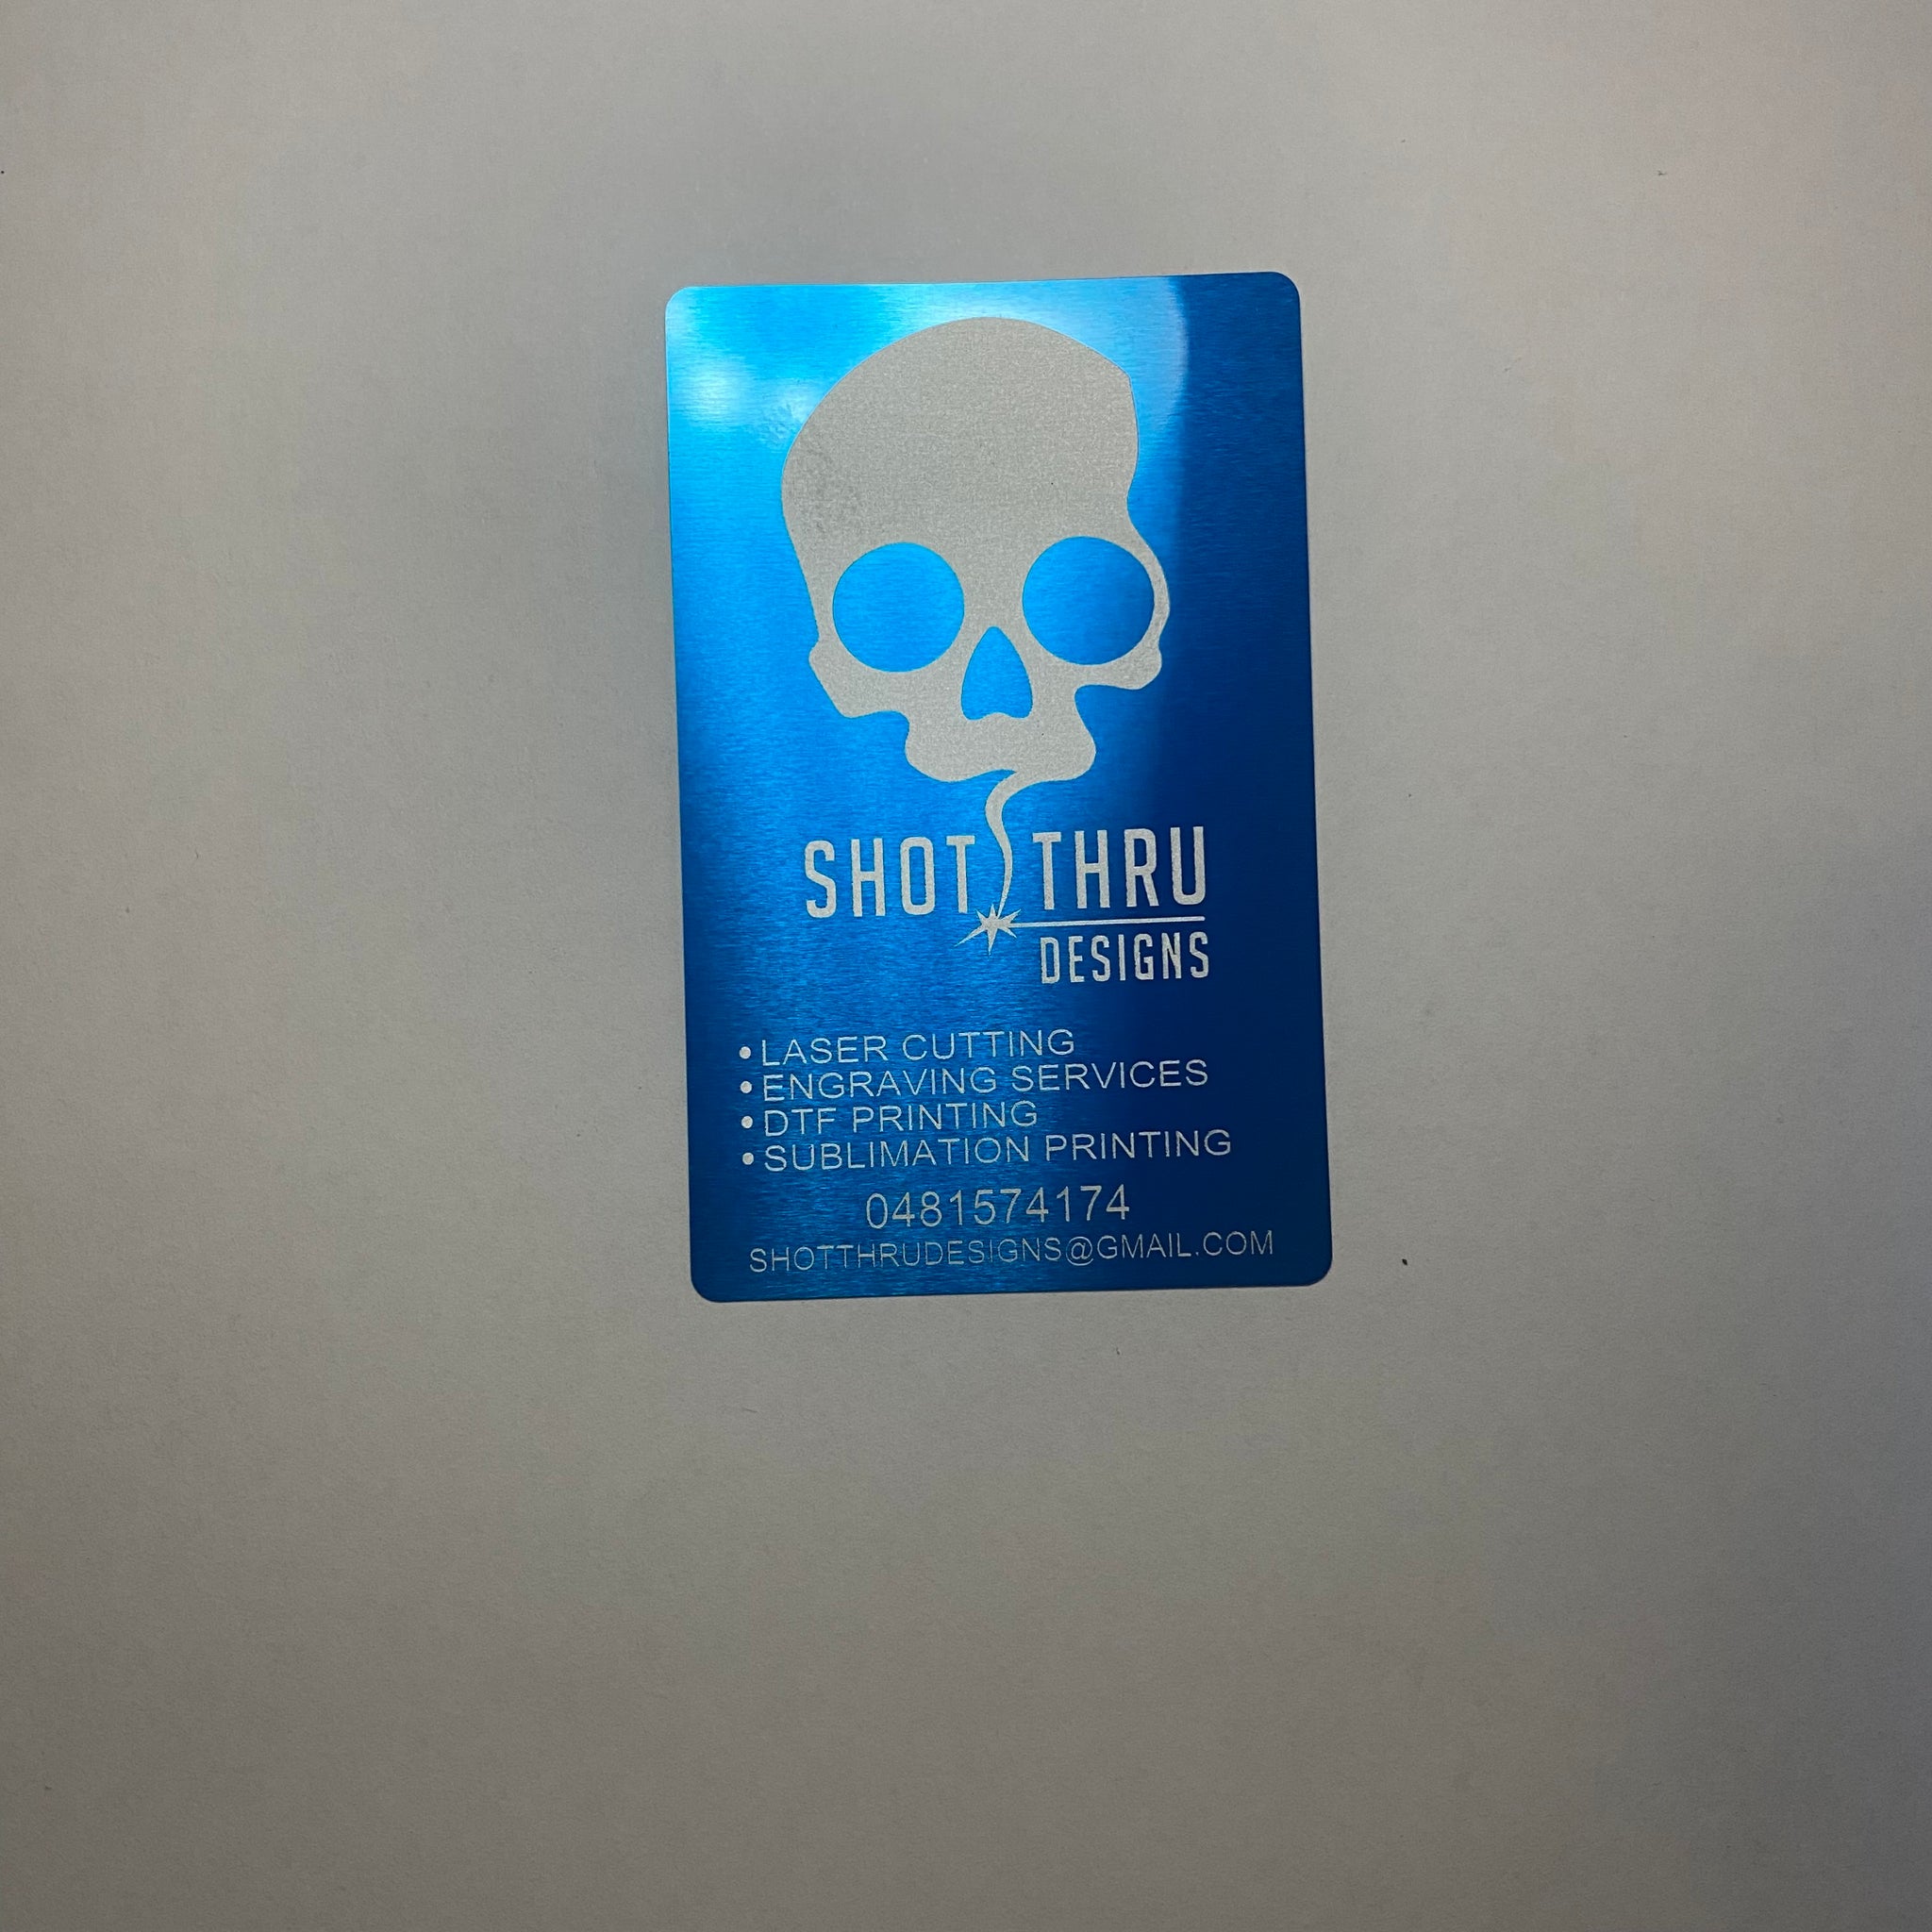 SHOT THRU
DESIGNS
• LASER CUTTING
• ENGRAVING SERVICES
• DTF PRINTING
• SUBLIMATION PRINTING
0481574174
SHOTTHRUDESIGNS@GMAIL.COM